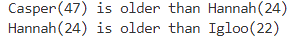 Casper(47) is older than Hannah(24)
Hannah(24) is older than Igloo(22)